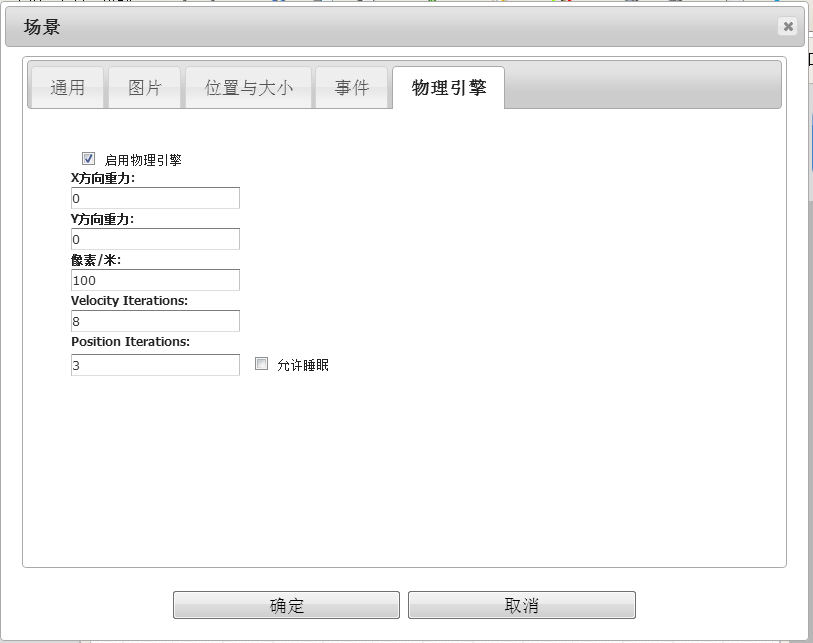 场景
通用 图片 位置与大小 事件 物理引擎
启用物理引擎
X方向重力:
0
Y方向重力:
0
像素/米:
100
Velocity Iterations:
8
Position Iterations:
3 允许睡眠
确定 取消